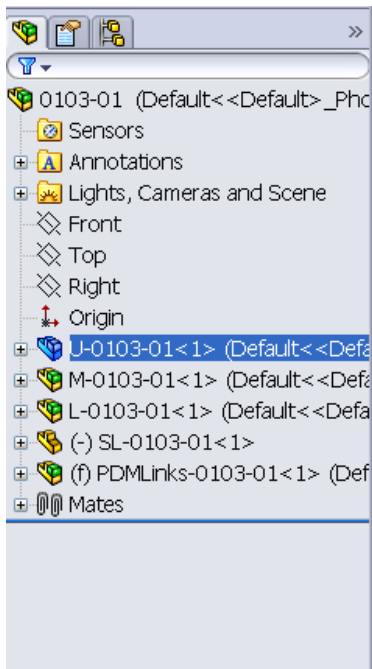 0103-01 (Default<<Default>_Pho
Sensors
Annotations
Lights, Cameras and Scene
Front
Top
Right
Origin
U-0103-01<1> (Default<<Defa
M-0103-01<1> (Default<<Defa
L-0103-01<1> (Default<<Defa
(-) SL-0103-01<1>
(f) PDMLinks-0103-01<1> (Def
Mates